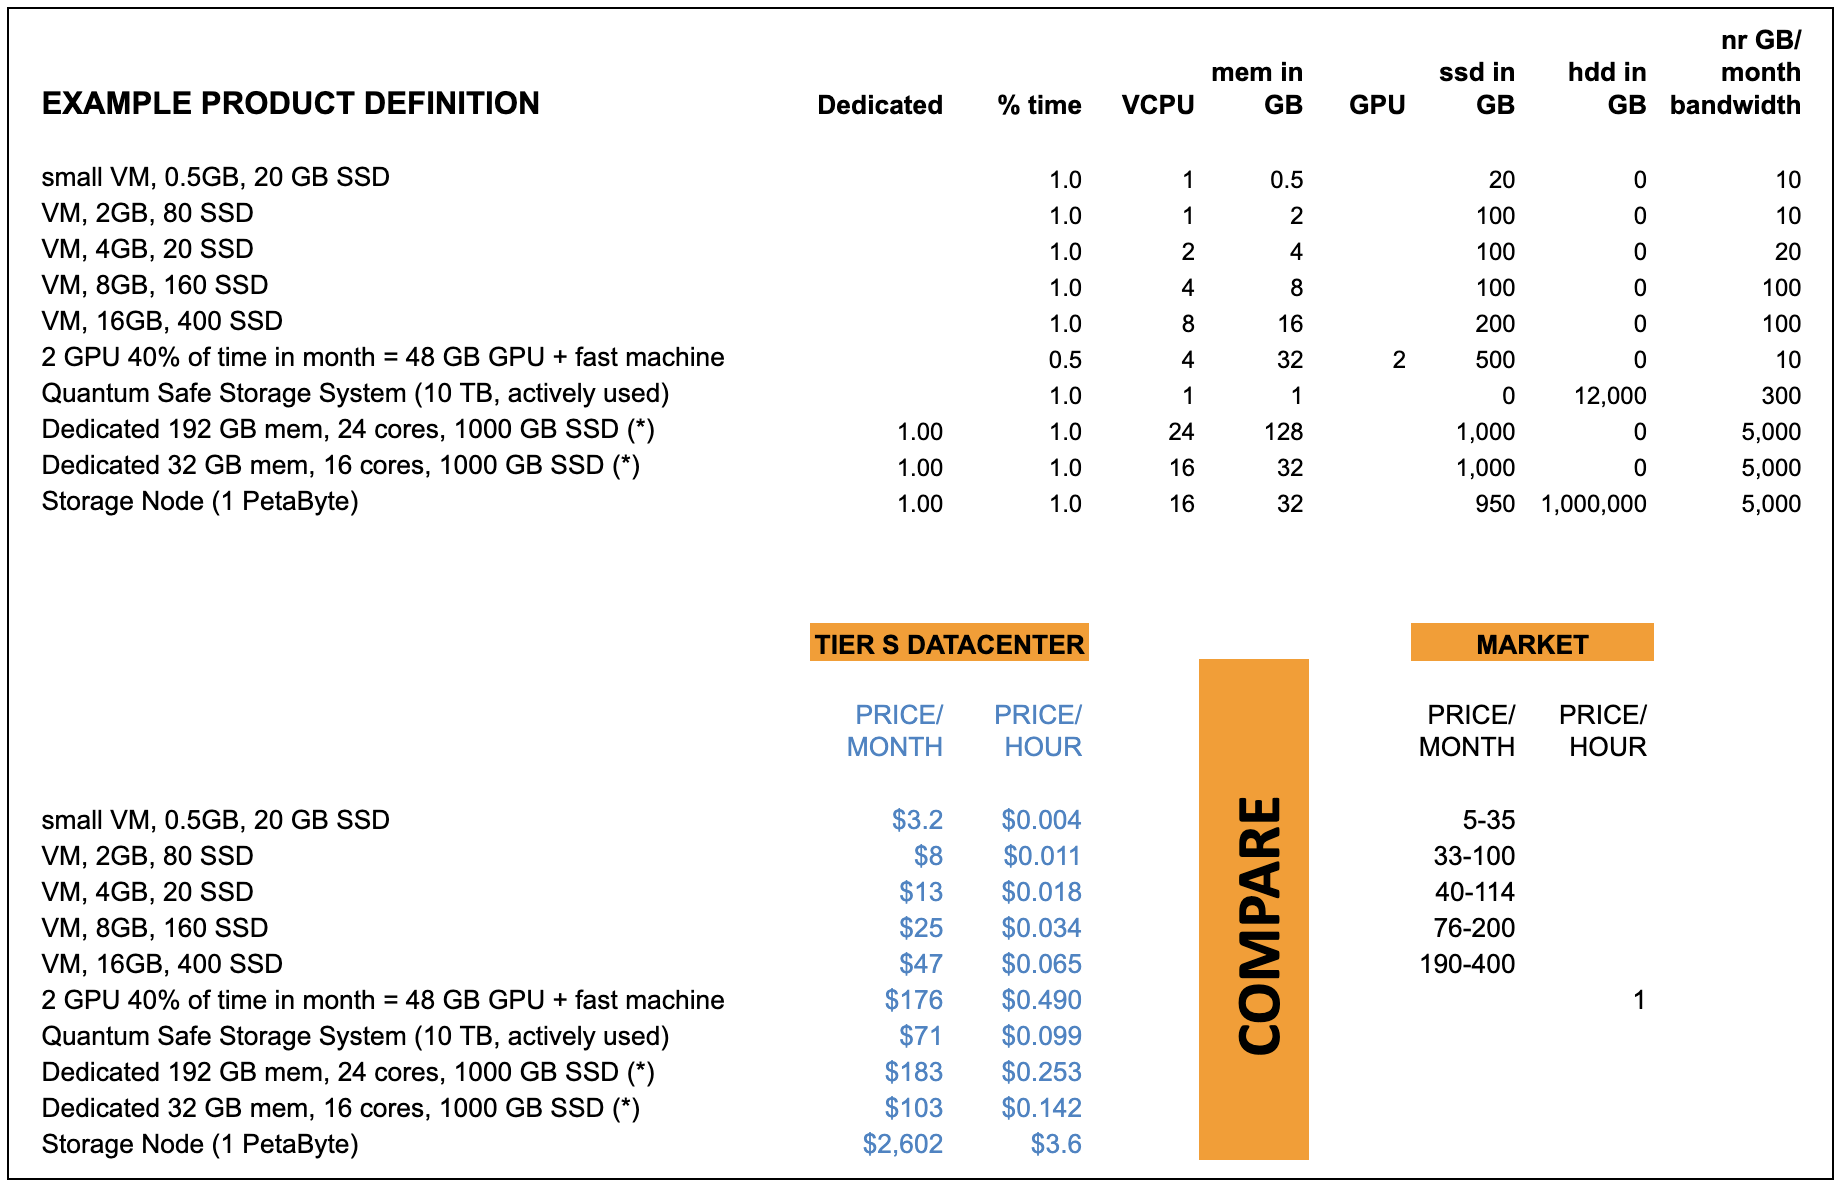 nr GB/
mem in ssd in hdd in month
EXAMPLE PRODUCT DEFINITION Dedicated % time VCPU GB GPU GB GB bandwidth
small VM, 0.5GB, 20 GB SSD 1.0 1 0.5 20 0 10
VM, 2GB, 80 SSD 1.0 1 2 100 0 10
VM, 4GB, 20 SSD 1.0 2 4 100 0 20
VM, 8GB, 160 SSD 1.0 4 8 100 0 100
VM, 16GB, 400 SSD 1.0 8 16 200 0 100
2 GPU 40% of time in month = 48 GB GPU + fast machine 0.5 4 32 2 500 0 10
Quantum Safe Storage System (10 TB, actively used) 1.0 1 1 0 12,000 300
Dedicated 192 GB mem, 24 cores, 1000 GB SSD (*) 1.00 1.0 24 128 1,000 0 5,000
Dedicated 32 GB mem, 16 cores, 1000 GB SSD (*) 1.00 1.0 16 32 1,000 0 5,000
Storage Node (1 PetaByte) 1.00 1.0 16 32 950 1,000,000 5,000
TIER S DATACENTER MARKET
PRICE/ PRICE/ PRICE/ PRICE/
MONTH HOUR MONTH HOUR
small VM, 0.5GB, 20 GB SSD $3.2 $0.004 5-35
VM, 2GB, 80 SSD $8 $0.011 33-100
VM, 4GB, 20 SSD $13 $0.018 40-114
VM, 8GB, 160 SSD $25 $0.034 76-200
VM, 16GB, 400 SSD $47 $0.065 190-400
2 GPU 40% of time in month = 48 GB GPU + fast machine $176 $0.490 1
Quantum Safe Storage System (10 TB, actively used) $71 $0.099
Dedicated 192 GB mem, 24 cores, 1000 GB SSD (*) $183 $0.253
Dedicated 32 GB mem, 16 cores, 1000 GB SSD (*) $103 $0.142
Storage Node (1 PetaByte) $2,602 $3.6
COMPARE